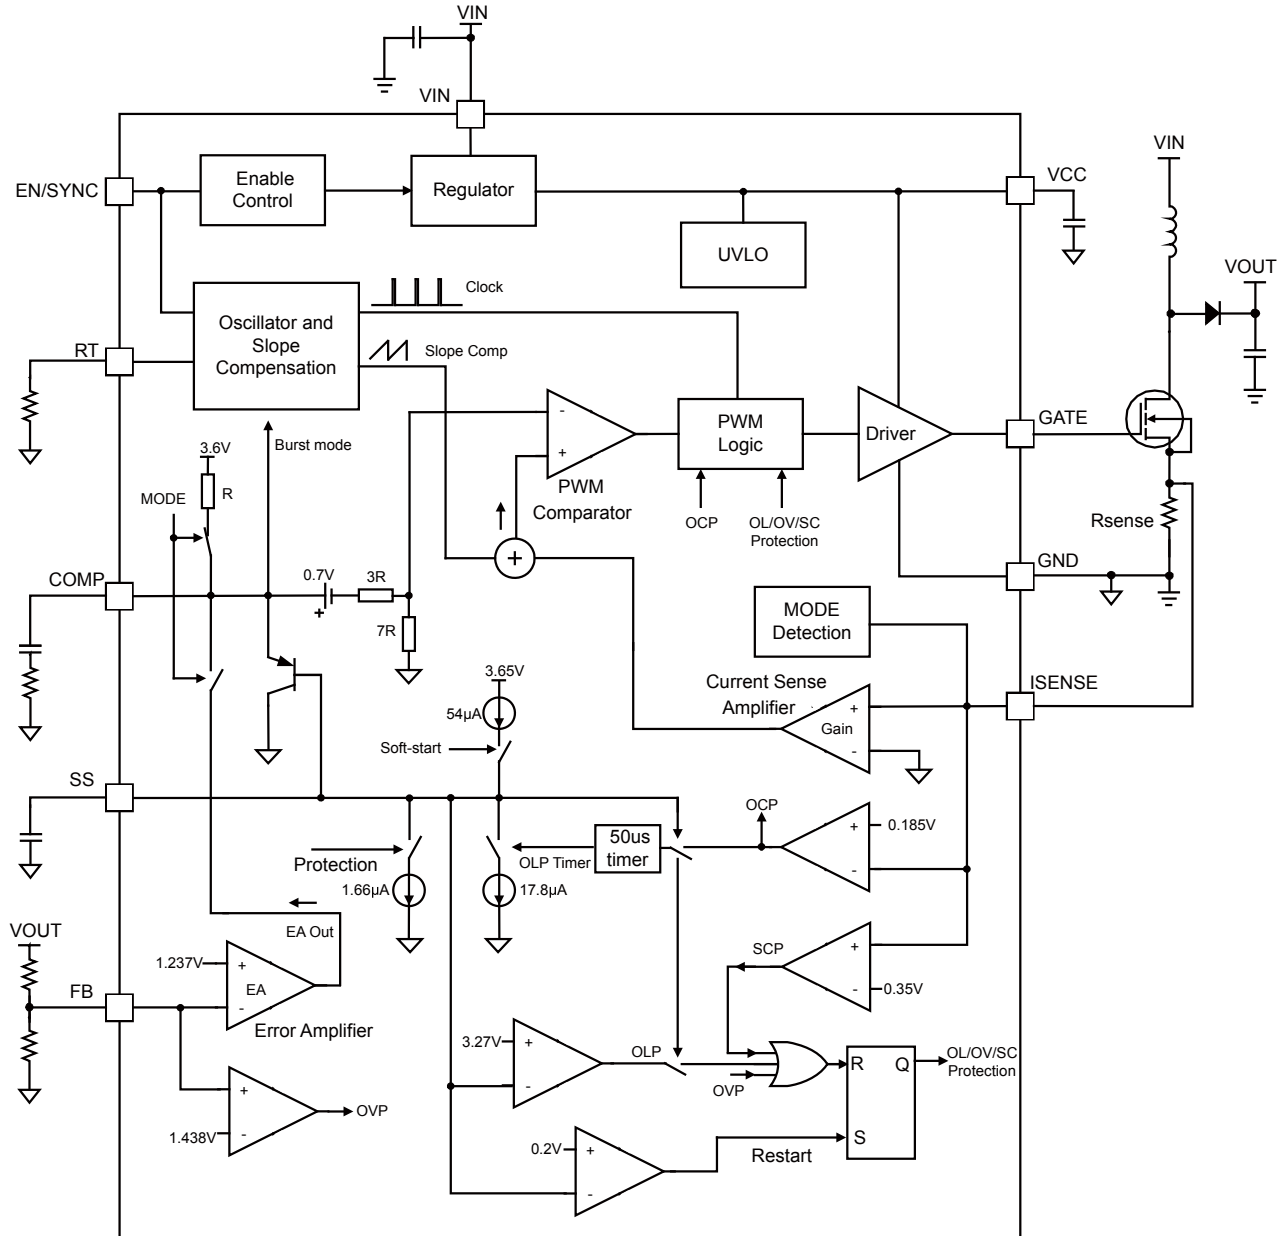 VIN
VIN
EN/SYNC
Enable
Control
Regulator
VCC
VIN
UVLO
VOUT
Clock
Oscillator and
Slope
Compensation
RT
Slope Comp
-
+
PWM
Comparator
PWM
Logic
Driver
GATE
Burst mode
3.6V
R
MODE
OCP
OL/OV/SC
Protection
Rsense
+
COMP
0.7V
+
3R
7R
GND
MODE
Detection
3.65V
54µA
Current Sense
Amplifier
+
Gain
-
ISENSE
Soft-start
SS
OCP
+
0.185V
-
50us
timer
OLP Timer
Protection
1.66µA
17.8µA
EA Out
VOUT
1.237V
+
EA
-
Error Amplifier
FB
SCP
+
-
0.35V
3.27V
+
-
OLP
OVP
R
Q
S
OL/OV/SC
Protection
+
-
1.438V
OVP
0.2V
+
-
Restart